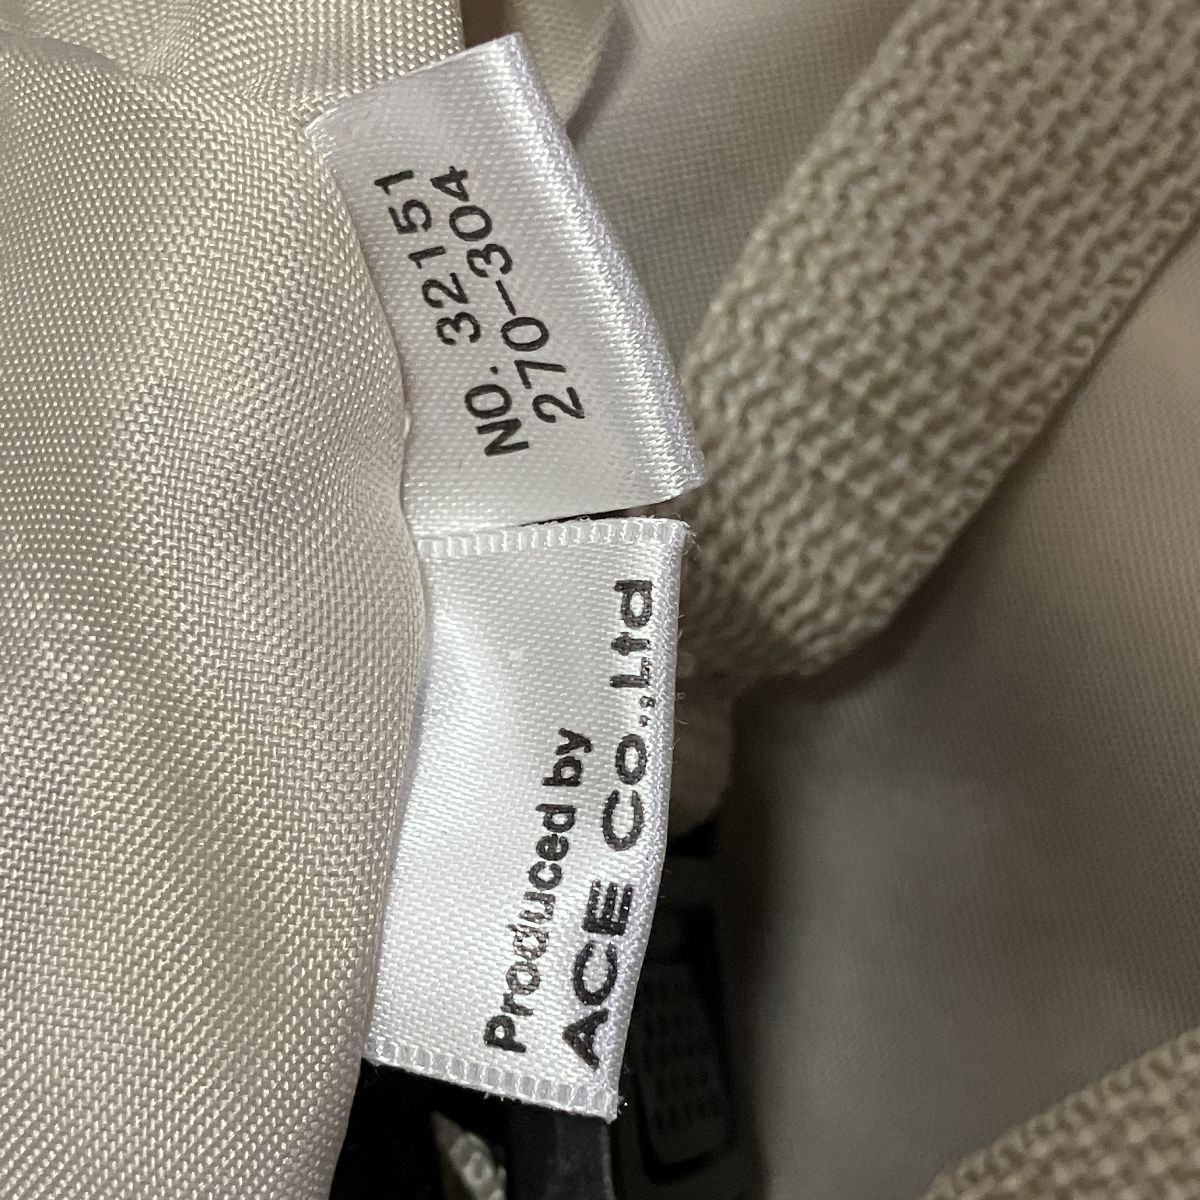 NO. 32151
270-304
Produced by
ACE Co.,Ltd